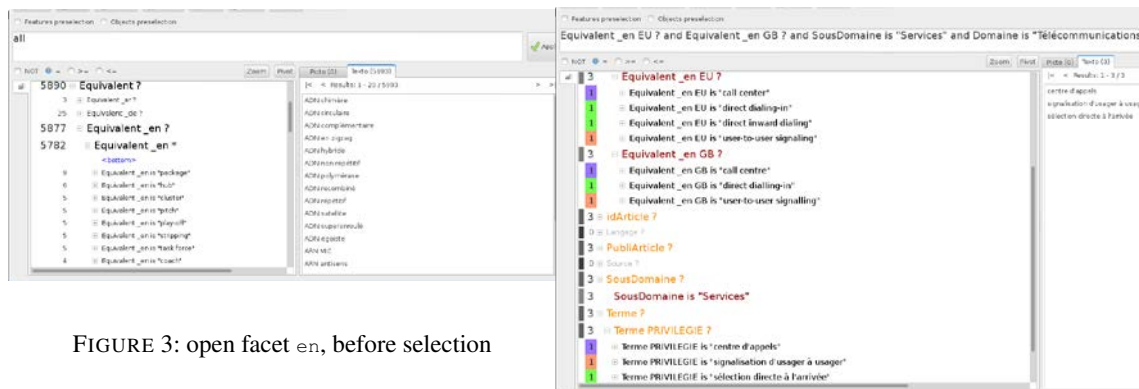 Features preselection Objects preselection
all
NOT = >= <=
Zoom Pivot Picts (0) Texts (5893)
5890 Equivalent ?
3 Equivalent _ar ?
25 Equivalent _de ?
5877 Equivalent _en ?
5782 Equivalent _en *
<bottom>
9 Equivalent _en is "package"
6 Equivalent _en is "hub"
5 Equivalent _en is "cluster"
5 Equivalent _en is "pitch"
5 Equivalent _en is "play-off"
5 Equivalent _en is "stripping"
5 Equivalent _en is "task force"
4 Equivalent _en is "coach"
|< < Results: 1 - 20 / 5893 >
ADN chimère
ADN circulaire
ADN complémentaire
ADN en zigzag
ADN hybride
ADN non répétitif
ADN polymérase
ADN recombiné
ADN répétitif
ADN satellite
ADN superenroulé
ADN égoïste
ARN antisens
FIGURE 3: open facet en, before selection
Features preselection Objects preselection
Equivalent _en EU ? and Equivalent _en GB ? and SousDomaine is "Services" and Domaine is "Télécommunications
NOT = >= <=
Zoom Pivot Picts (0) Texts (3)
3 Equivalent _en EU ?
1 Equivalent _en EU is "call center"
1 Equivalent _en EU is "direct dialing-in"
1 Equivalent _en EU is "direct inward dialing"
1 Equivalent _en EU is "user-to-user signaling"
3 Equivalent _en GB ?
1 Equivalent _en GB is "call centre"
1 Equivalent _en GB is "direct dialling-in"
1 Equivalent _en GB is "user-to-user signalling"
3 idArticle ?
0 Langage ?
3 PubliArticle ?
0 Source ?
3 SousDomaine ?
3 SousDomaine is "Services"
3 Terme ?
3 Terme PRIVILEGIE ?
1 Terme PRIVILEGIE is "centre d'appels"
1 Terme PRIVILEGIE is "signalisation d'usager à usager"
1 Terme PRIVILEGIE is "sélection directe à l'arrivée"
|< < Results: 1 - 3 / 3
centre d'appels
signalisation d'usager à usag
sélection directe à l'arrivée